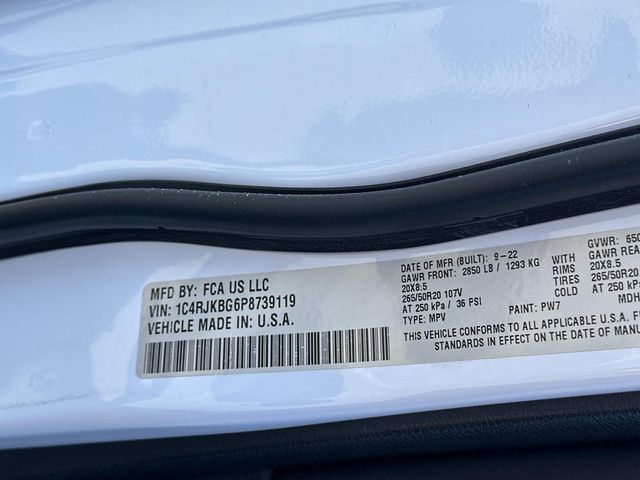 MFD BY: FCA US LLC
VIN: 1C4RJKBG6P8739119
VEHICLE MADE IN: U.S.A.
DATE OF MFR (BUILT): 9-22
GAWR FRONT: 2850 LB / 1293 KG
20X8.5
265/50R20 107V
AT 250 kPa / 36 PSI
TYPE: MPV
WITH
RIMS
TIRES
COLD
PAINT: PW7
GVWR: 650
GAWR REA
20X8.5
265/50R20
AT 250 kPa
MDH
THIS VEHICLE CONFORMS TO ALL APPLICABLE U.S.A. F
STANDARDS IN EFFECT ON THE DATE OF MANUF